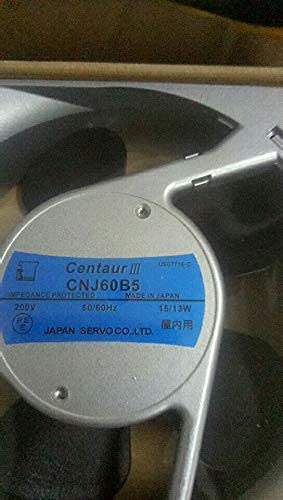 Centaur III
CNJ60B5
IMPEDANCE PROTECTED MADE IN JAPAN
200V 50/60Hz 15/13W
屋内用
JAPAN SERVO CO.,LTD.